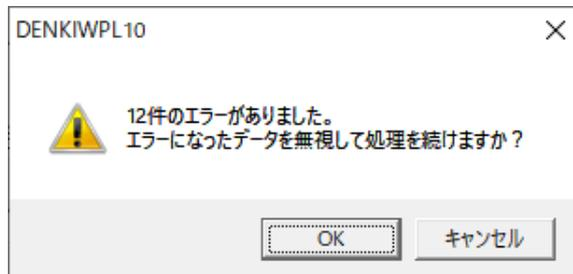 DENKIWPL10
12件のエラーがありました。
エラーになったデータを無視して処理を続けますか？
OK
キャンセル